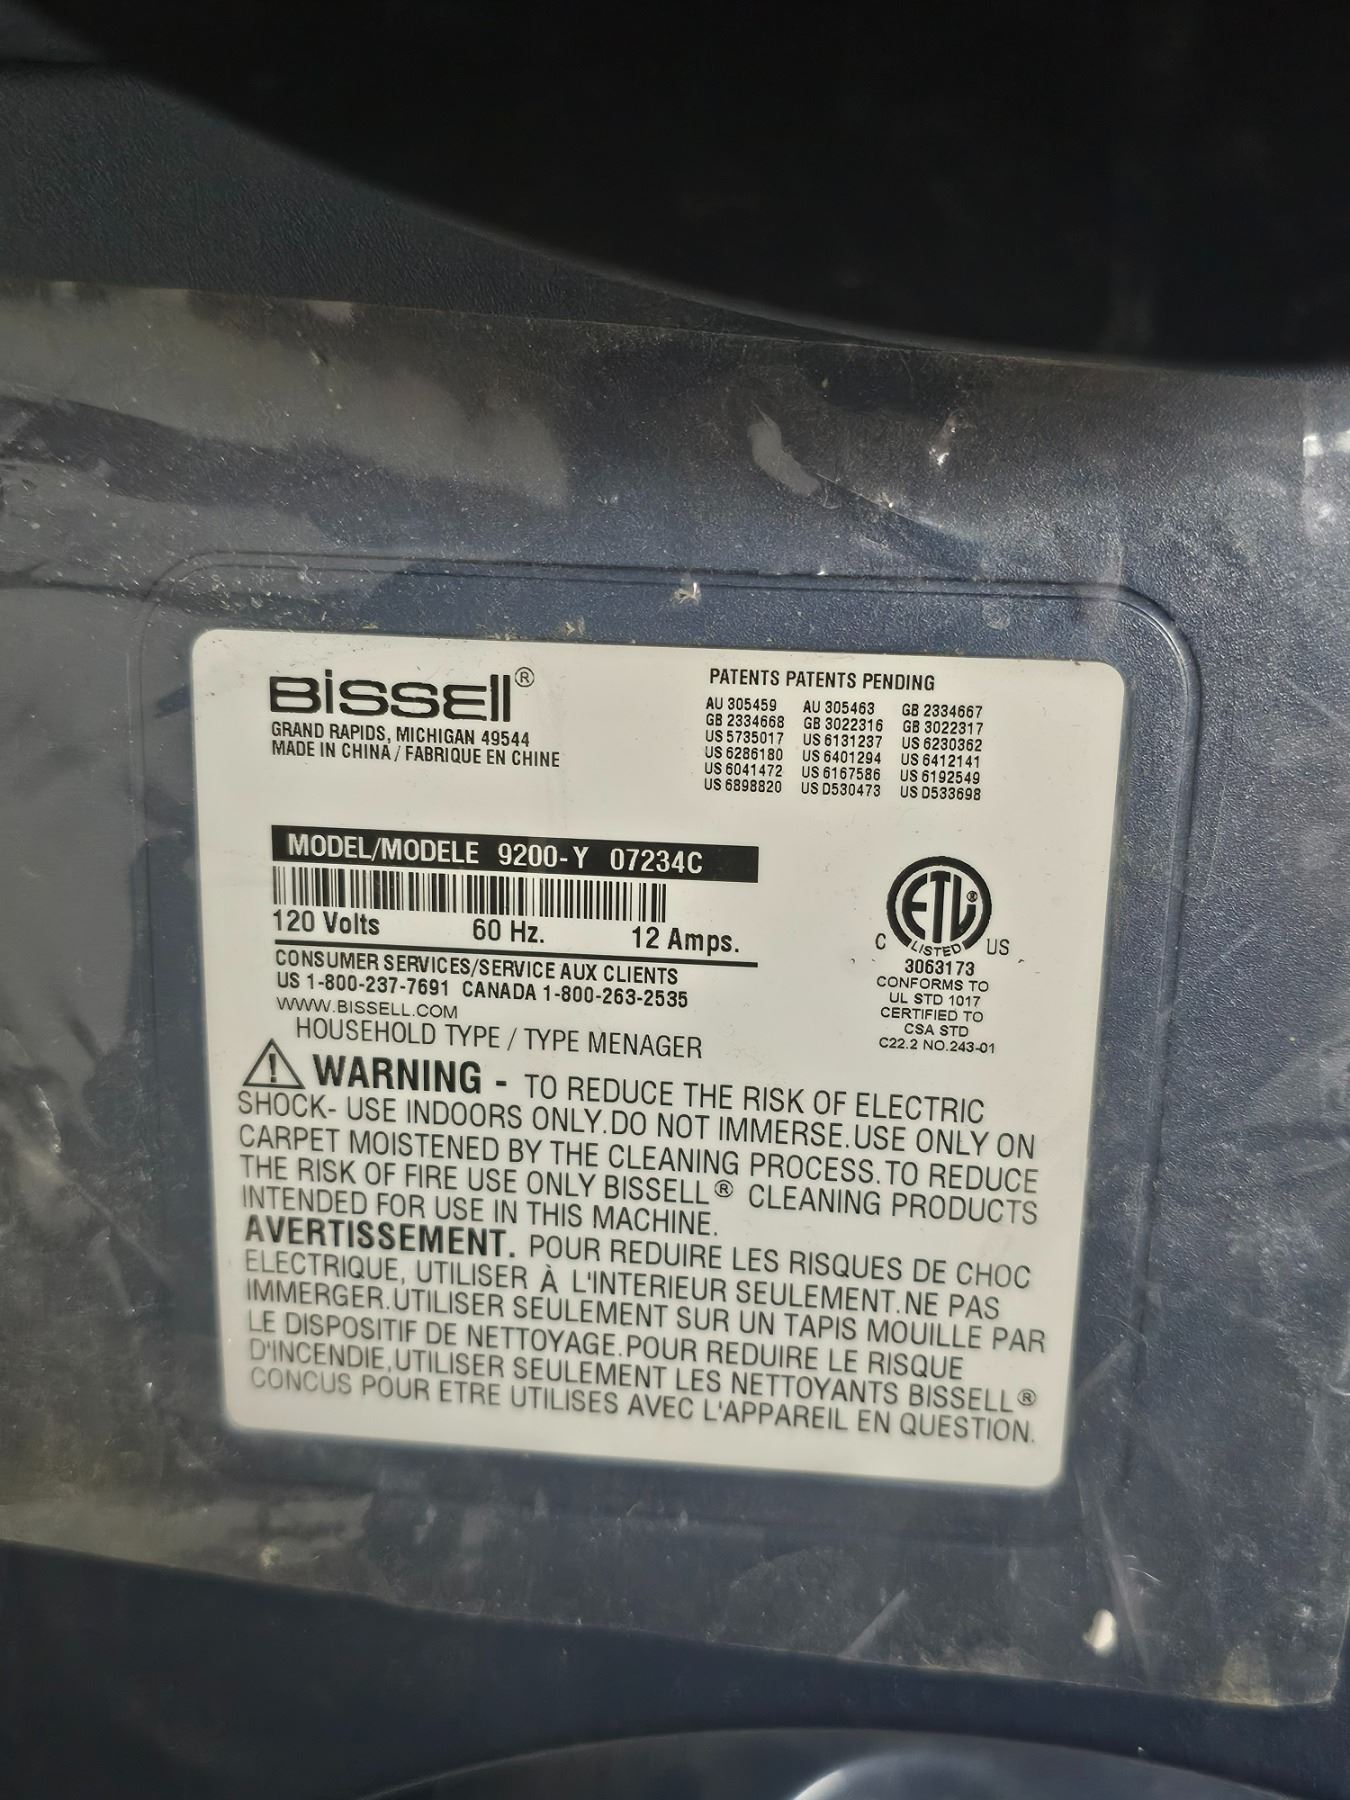 BISSELL®
GRAND RAPIDS, MICHIGAN 49544
MADE IN CHINA / FABRIQUE EN CHINE
PATENTS PATENTS PENDING
AU 305459 AU 305463 GB 2334667
GB 2334668 GB 3022316 GB 3022317
US 5735017 US 6131237 US 6230362
US 6286180 US 6401294 US 6412141
US 6041472 US 6167586 US 6192549
US 6898820 US D530473 US D533698
MODEL/MODELE 9200-Y 07234C
120 Volts 60 Hz. 12 Amps.
CONSUMER SERVICES/SERVICE AUX CLIENTS
US 1-800-237-7691 CANADA 1-800-263-2535
WWW.BISSELL.COM
HOUSEHOLD TYPE / TYPE MENAGER
ETL®
C LISTED US
3063173
CONFORMS TO
UL STD 1017
CERTIFIED TO
CSA STD
C22.2 NO.243-01
WARNING - TO REDUCE THE RISK OF ELECTRIC
SHOCK- USE INDOORS ONLY.DO NOT IMMERSE.USE ONLY ON
CARPET MOISTENED BY THE CLEANING PROCESS.TO REDUCE
THE RISK OF FIRE USE ONLY BISSELL® CLEANING PRODUCTS
INTENDED FOR USE IN THIS MACHINE.
AVERTISSEMENT. POUR REDUIRE LES RISQUES DE CHOC
ELECTRIQUE, UTILISER À L'INTERIEUR SEULEMENT.NE PAS
IMMERGER.UTILISER SEULEMENT SUR UN TAPIS MOUILLE PAR
LE DISPOSITIF DE NETTOYAGE.POUR REDUIRE LE RISQUE
D'INCENDIE,UTILISER SEULEMENT LES NETTOYANTS BISSELL®
CONCUS POUR ETRE UTILISES AVEC L'APPAREIL EN QUESTION.